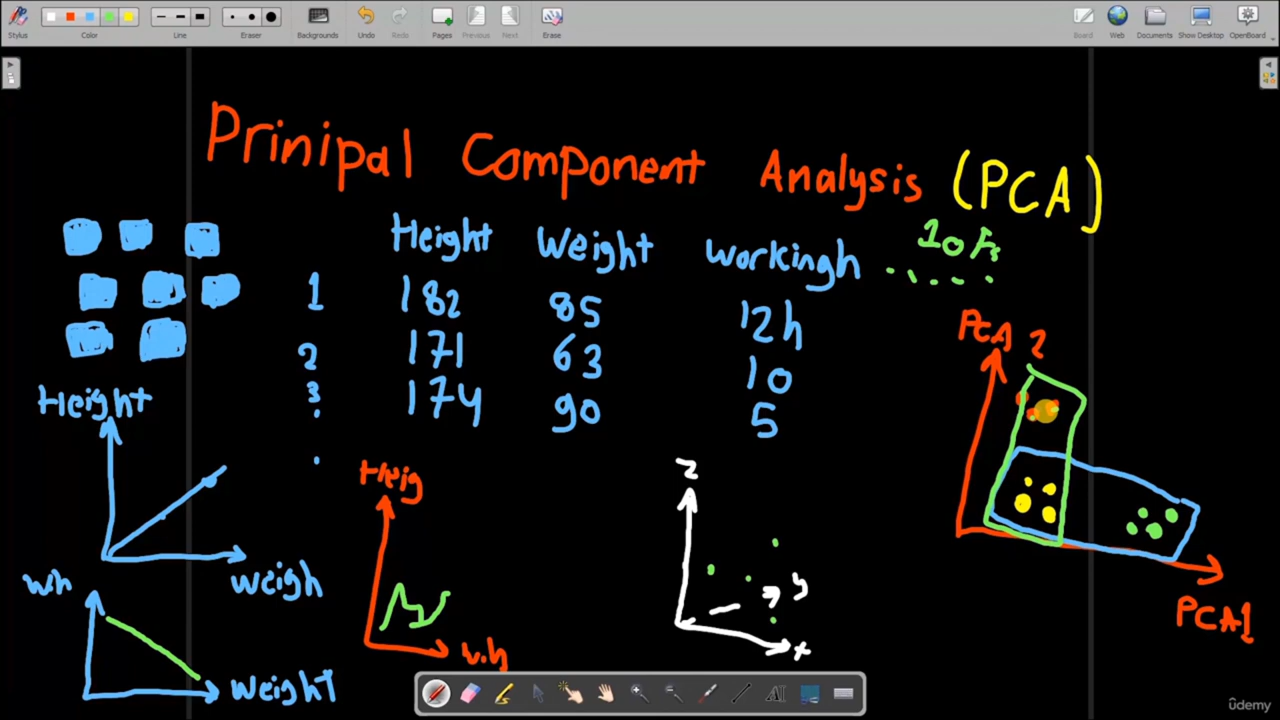 Stylus
Color
Line
Eraser
Backgrounds
Undo
Redo
Pages
Previous
Next
Erase
Board
Web
Documents
Show Desktop
OpenBoard
Prinipal Component Analysis (PCA)
Height Weight Workingh 10 Fs
1 182 85 12h
2 171 63 10
3 174 90 5
PCA 2
PCA1
Height
Weigh
Heig
w.h
Z
y
x
Wh
Weight
ûdemy